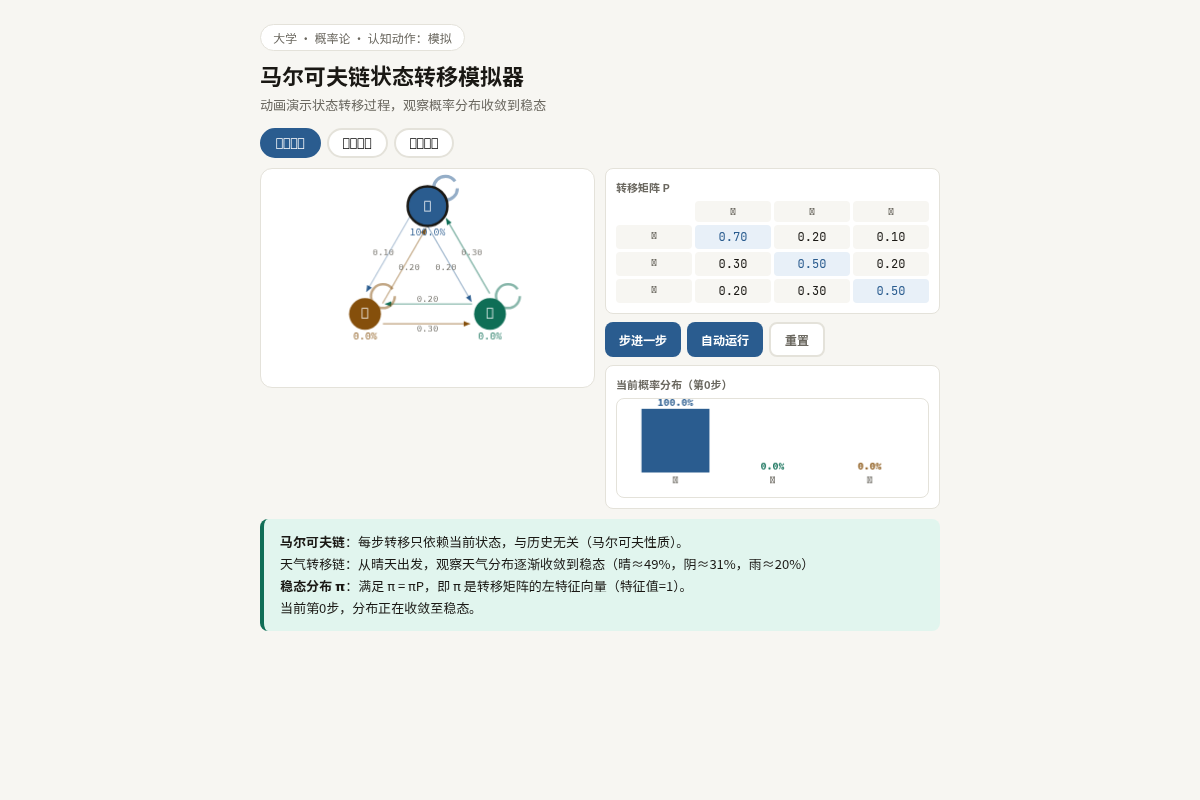 大学 · 概率论 · 认知动作：模拟
马尔可夫链状态转移模拟器
动画演示状态转移过程，观察概率分布收敛到稳态
100.0%
0.10
0.30
0.20
0.20
0.20
0.30
0.0%
0.0%
转移矩阵 P
0.70 0.20 0.10
0.30 0.50 0.20
0.20 0.30 0.50
步进一步 自动运行 重置
当前概率分布（第0步）
100.0%
0.0%
0.0%
马尔可夫链：每步转移只依赖当前状态，与历史无关（马尔可夫性质）。
天气转移链：从晴天出发，观察天气分布逐渐收敛到稳态（晴≈49%，阴≈31%，雨≈20%）
稳态分布 π：满足 π = πP，即 π 是转移矩阵的左特征向量（特征值=1）。
当前第0步，分布正在收敛至稳态。